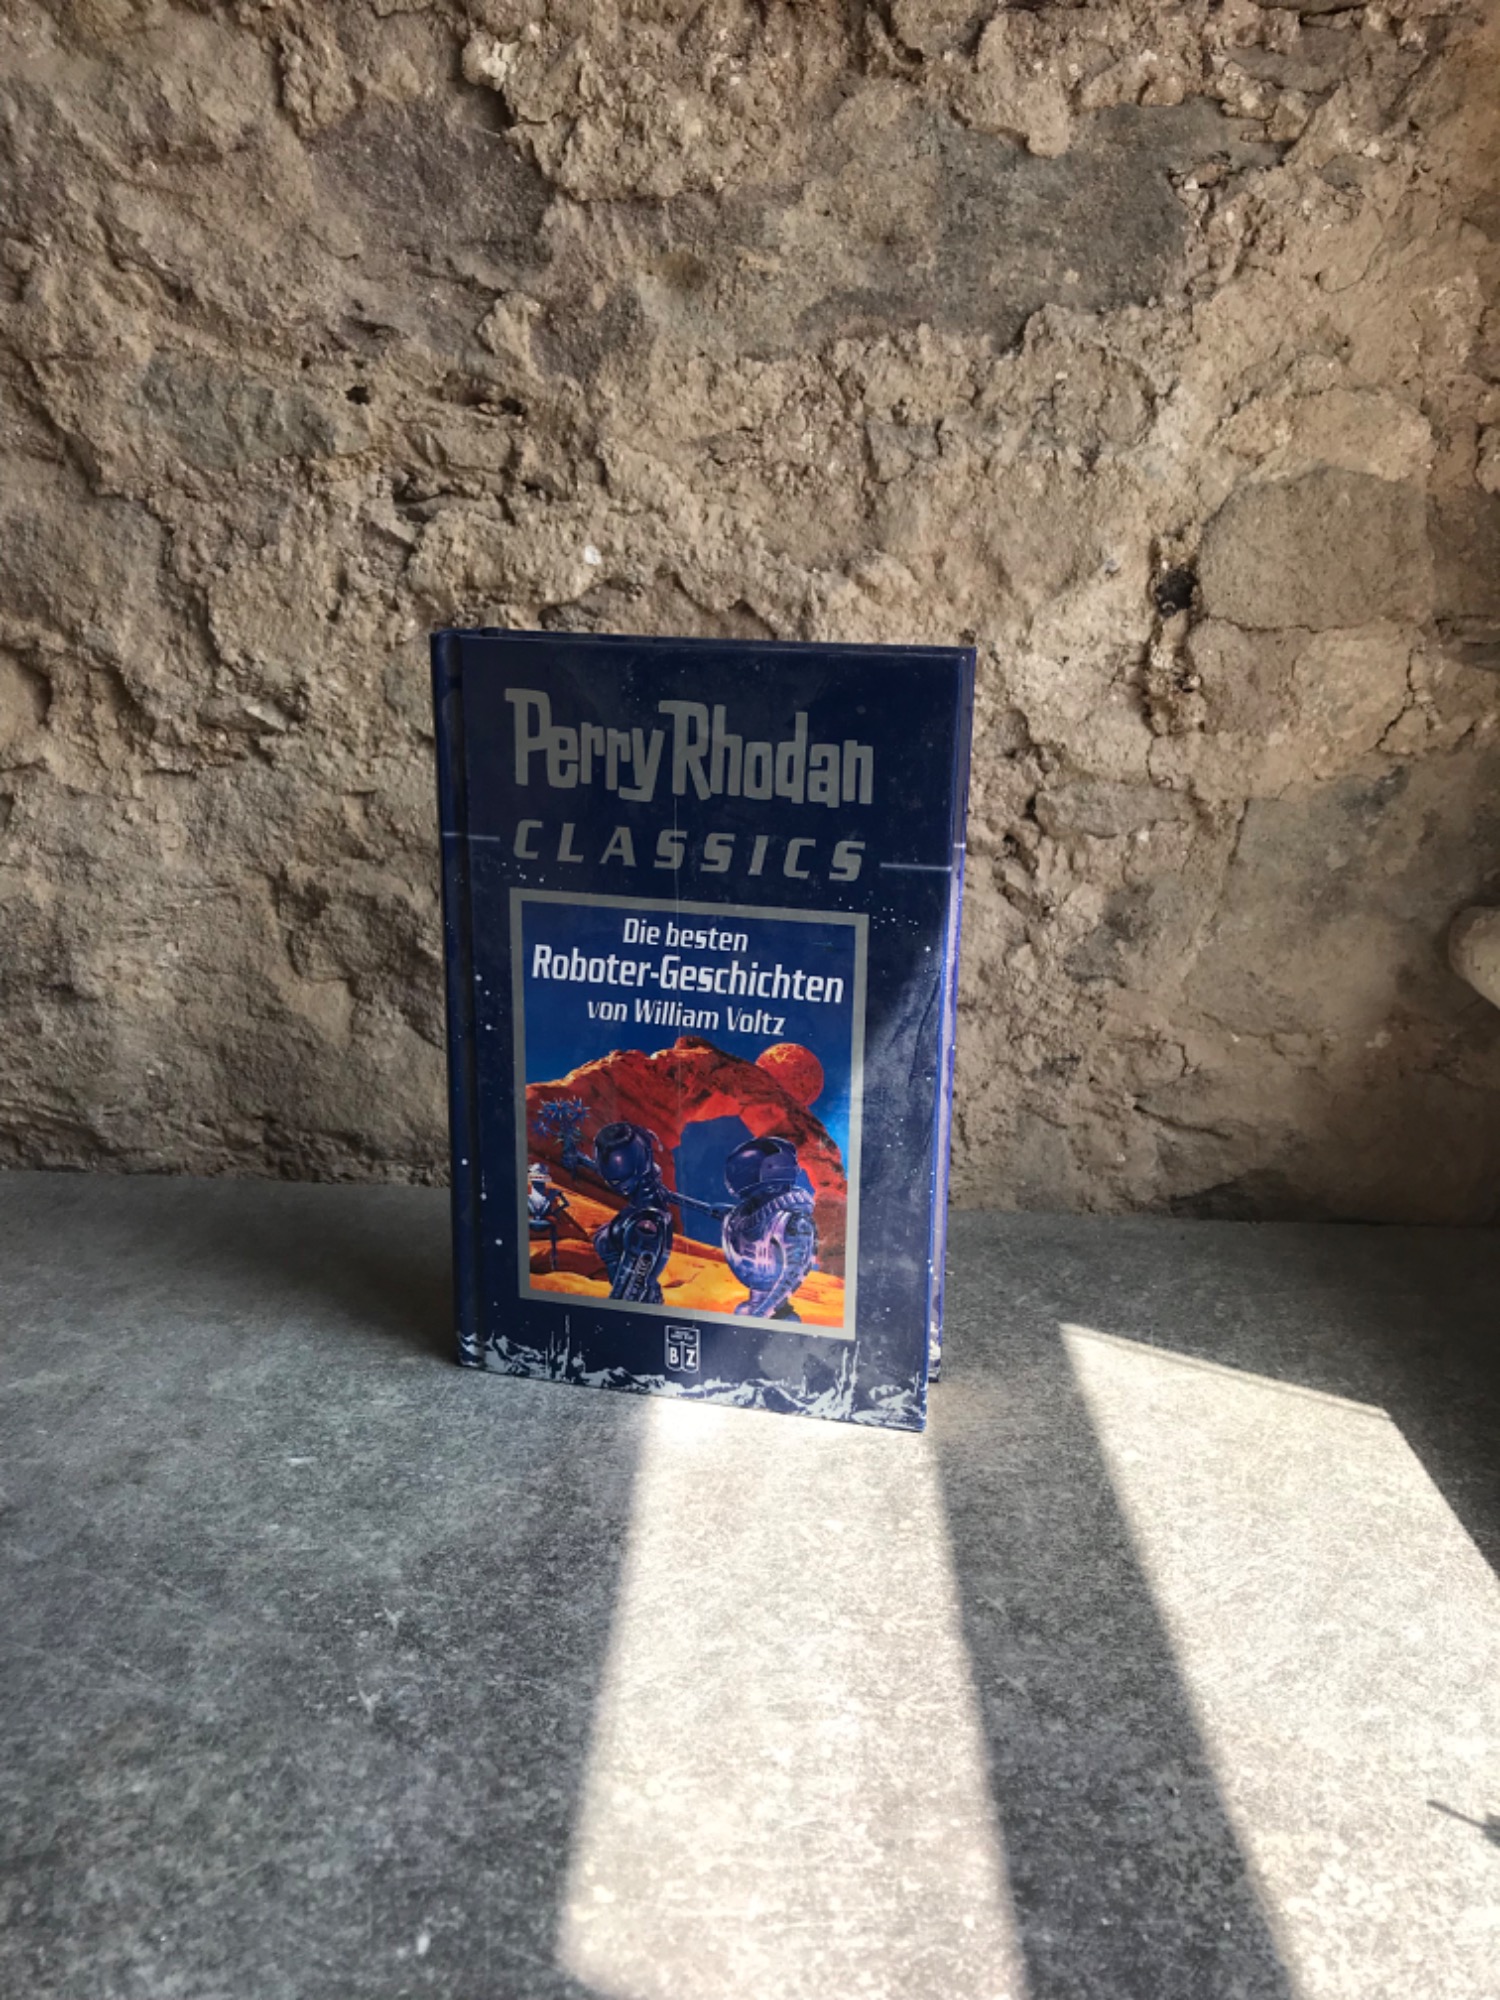 Perry Rhodan
CLASSICS
Die besten
Roboter-Geschichten
von William Voltz
B Z